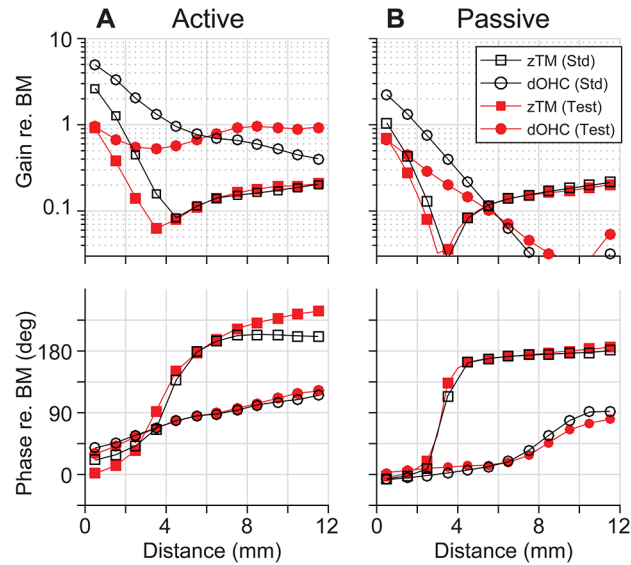 A Active
B Passive
Gain re. BM
10
1
0.1
zTM (Std)
dOHC (Std)
zTM (Test)
dOHC (Test)
Phase re. BM (deg)
180
90
0
0 4 8 12
0 4 8 12
Distance (mm)
Distance (mm)